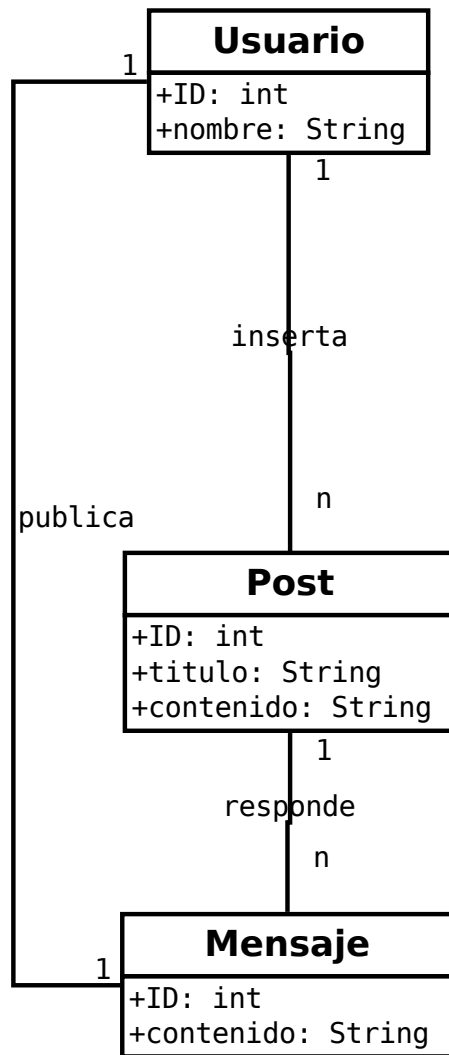 Usuario
1
+ID: int
+nombre: String
1
inserta
n
publica
Post
+ID: int
+titulo: String
+contenido: String
1
responde
n
Mensaje
1
+ID: int
+contenido: String